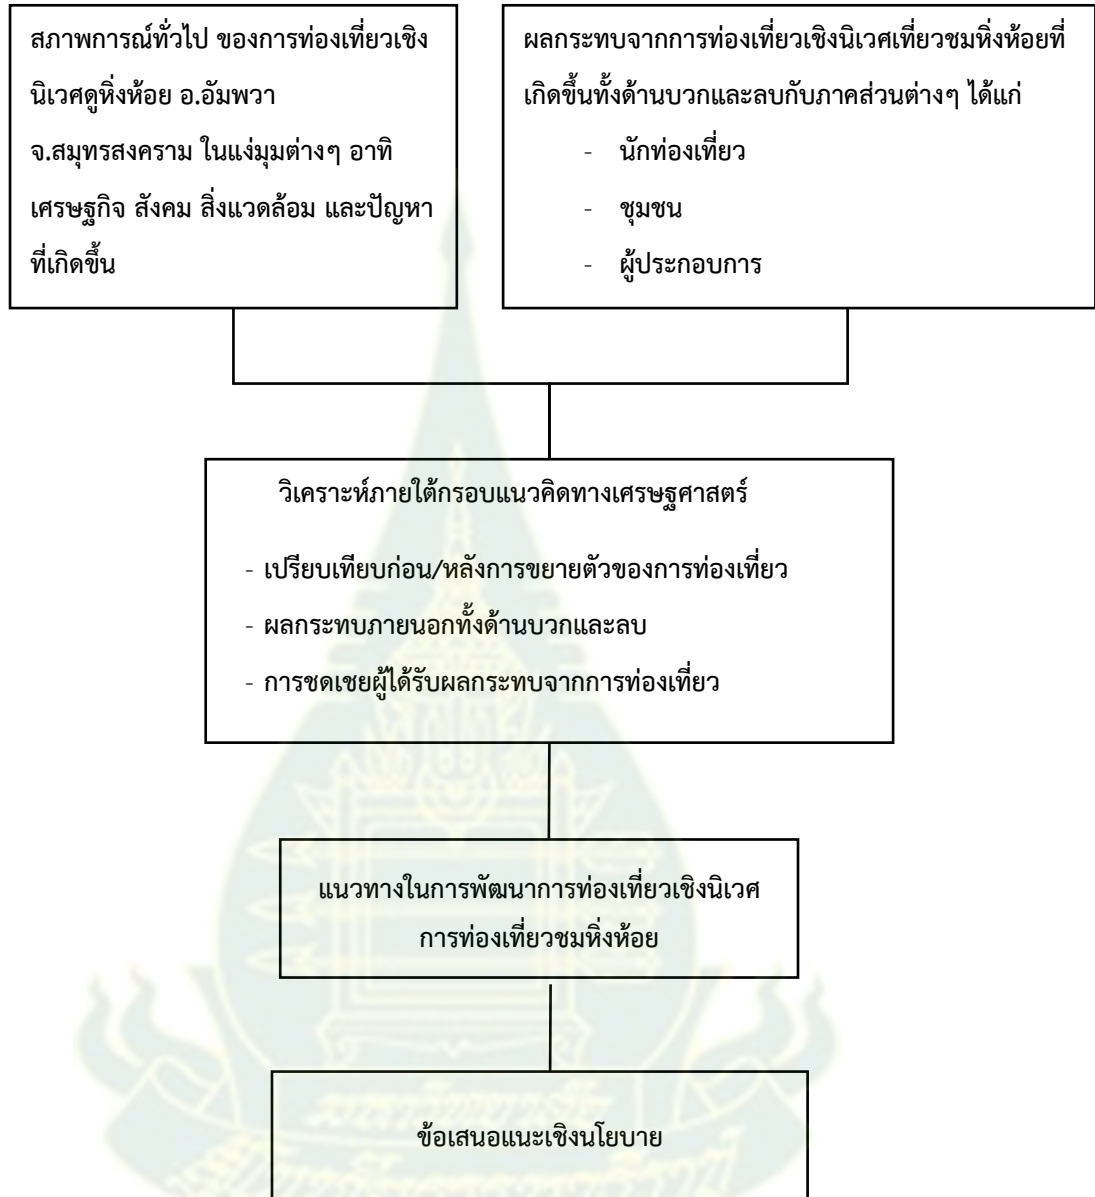 สภาพการณ์ทั่วไป ของการท่องเที่ยวเชิง
นิเวศดูหิ่งห้อย อ.อัมพวา
จ.สมุทรสงคราม ในแง่มุมต่างๆ อาทิ
เศรษฐกิจ สังคม สิ่งแวดล้อม และปัญหา
ที่เกิดขึ้น
ผลกระทบจากการท่องเที่ยวเชิงนิเวศเที่ยวชมหิ่งห้อยที่
เกิดขึ้นทั้งด้านบวกและลบกับภาคส่วนต่างๆ ได้แก่
- นักท่องเที่ยว
- ชุมชน
- ผู้ประกอบการ
วิเคราะห์ภายใต้กรอบแนวคิดทางเศรษฐศาสตร์
- เปรียบเทียบก่อน/หลังการขยายตัวของการท่องเที่ยว
- ผลกระทบภายนอกทั้งด้านบวกและลบ
- การชดเชยผู้ได้รับผลกระทบจากการท่องเที่ยว
แนวทางในการพัฒนาการท่องเที่ยวเชิงนิเวศ
การท่องเที่ยวชมหิ่งห้อย
ข้อเสนอแนะเชิงนโยบาย